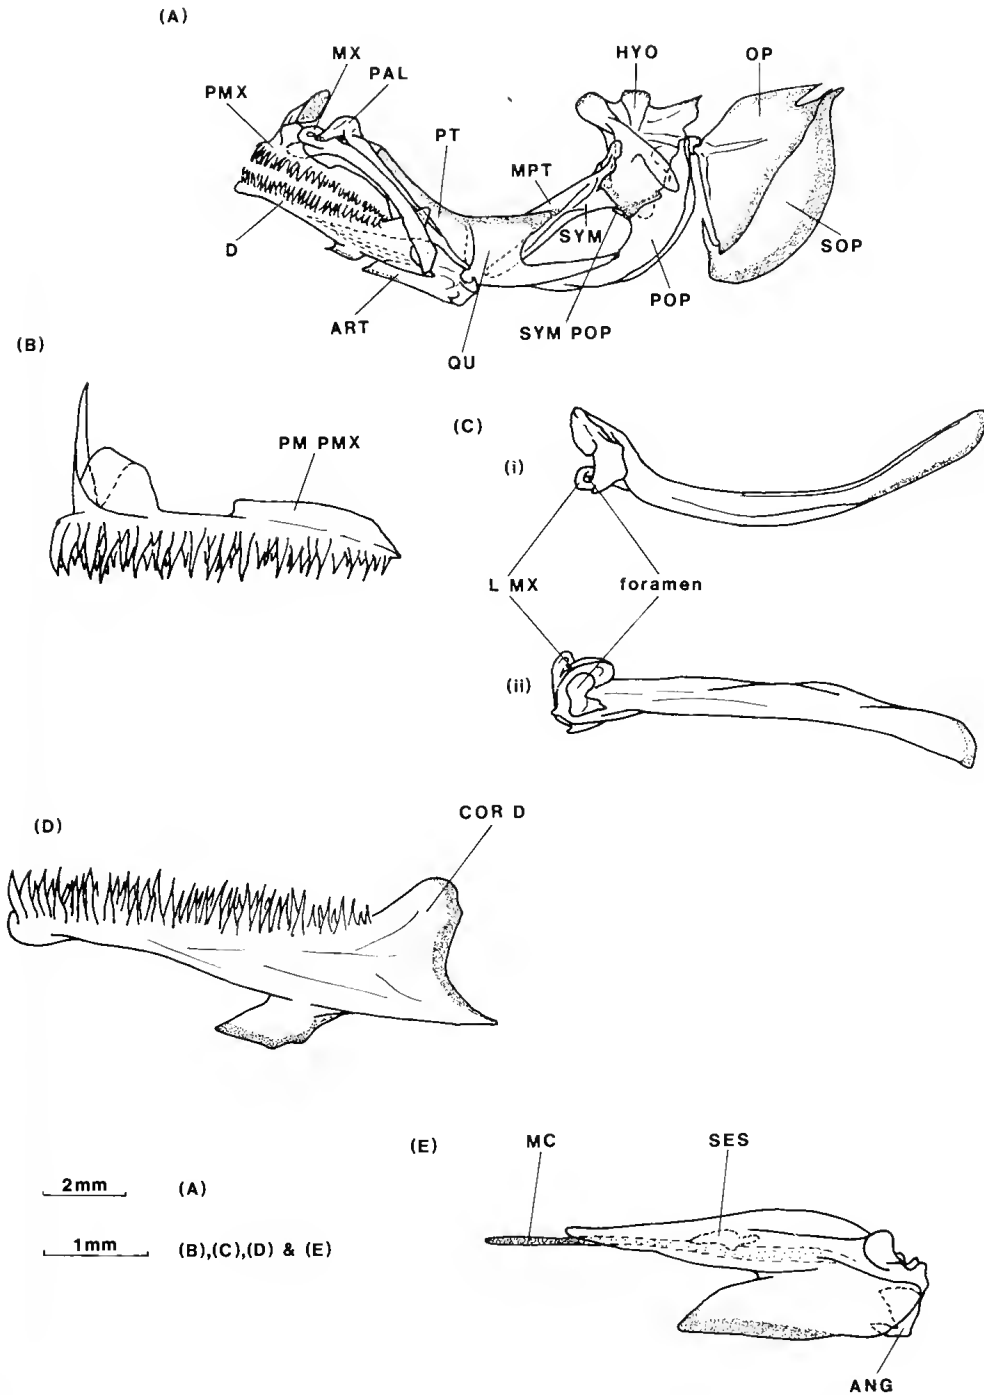 (A)
MX
PAL
PMX
PT
HYO
OP
MPT
SYM
D
SOP
ART
POP
SYM POP
QU
(B)
PM PMX
(C)
(i)
L MX
foramen
(ii)
COR D
(D)
(E)
MC
SES
2mm
(A)
1mm
(B),(C),(D) & (E)
ANG